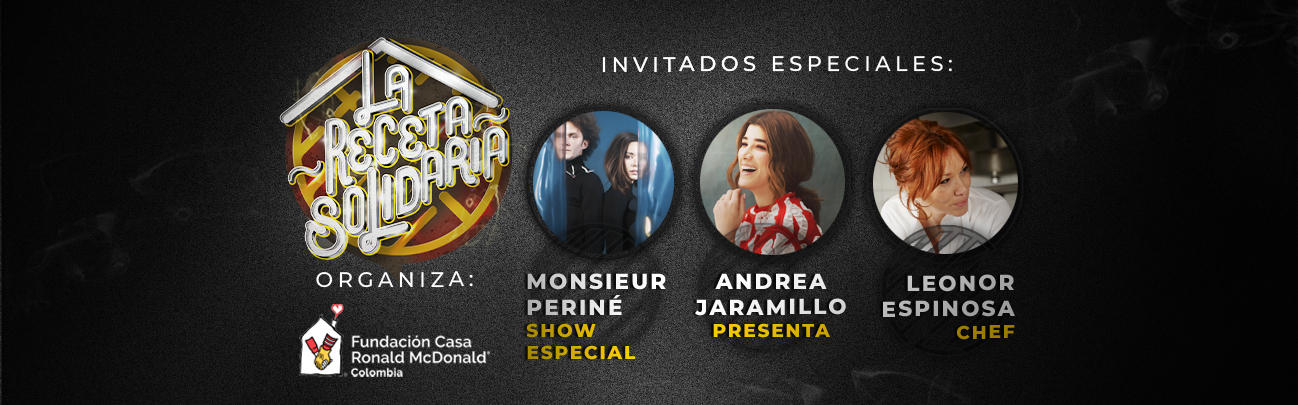 LA
RECETA
SOLIDARIA
ORGANIZA:
Fundación Casa
Ronald McDonald®
Colombia
INVITADOS ESPECIALES:
MONSIEUR
PERINÉ
SHOW
ESPECIAL
ANDREA
JARAMILLO
PRESENTA
LEONOR
ESPINOSA
CHEF